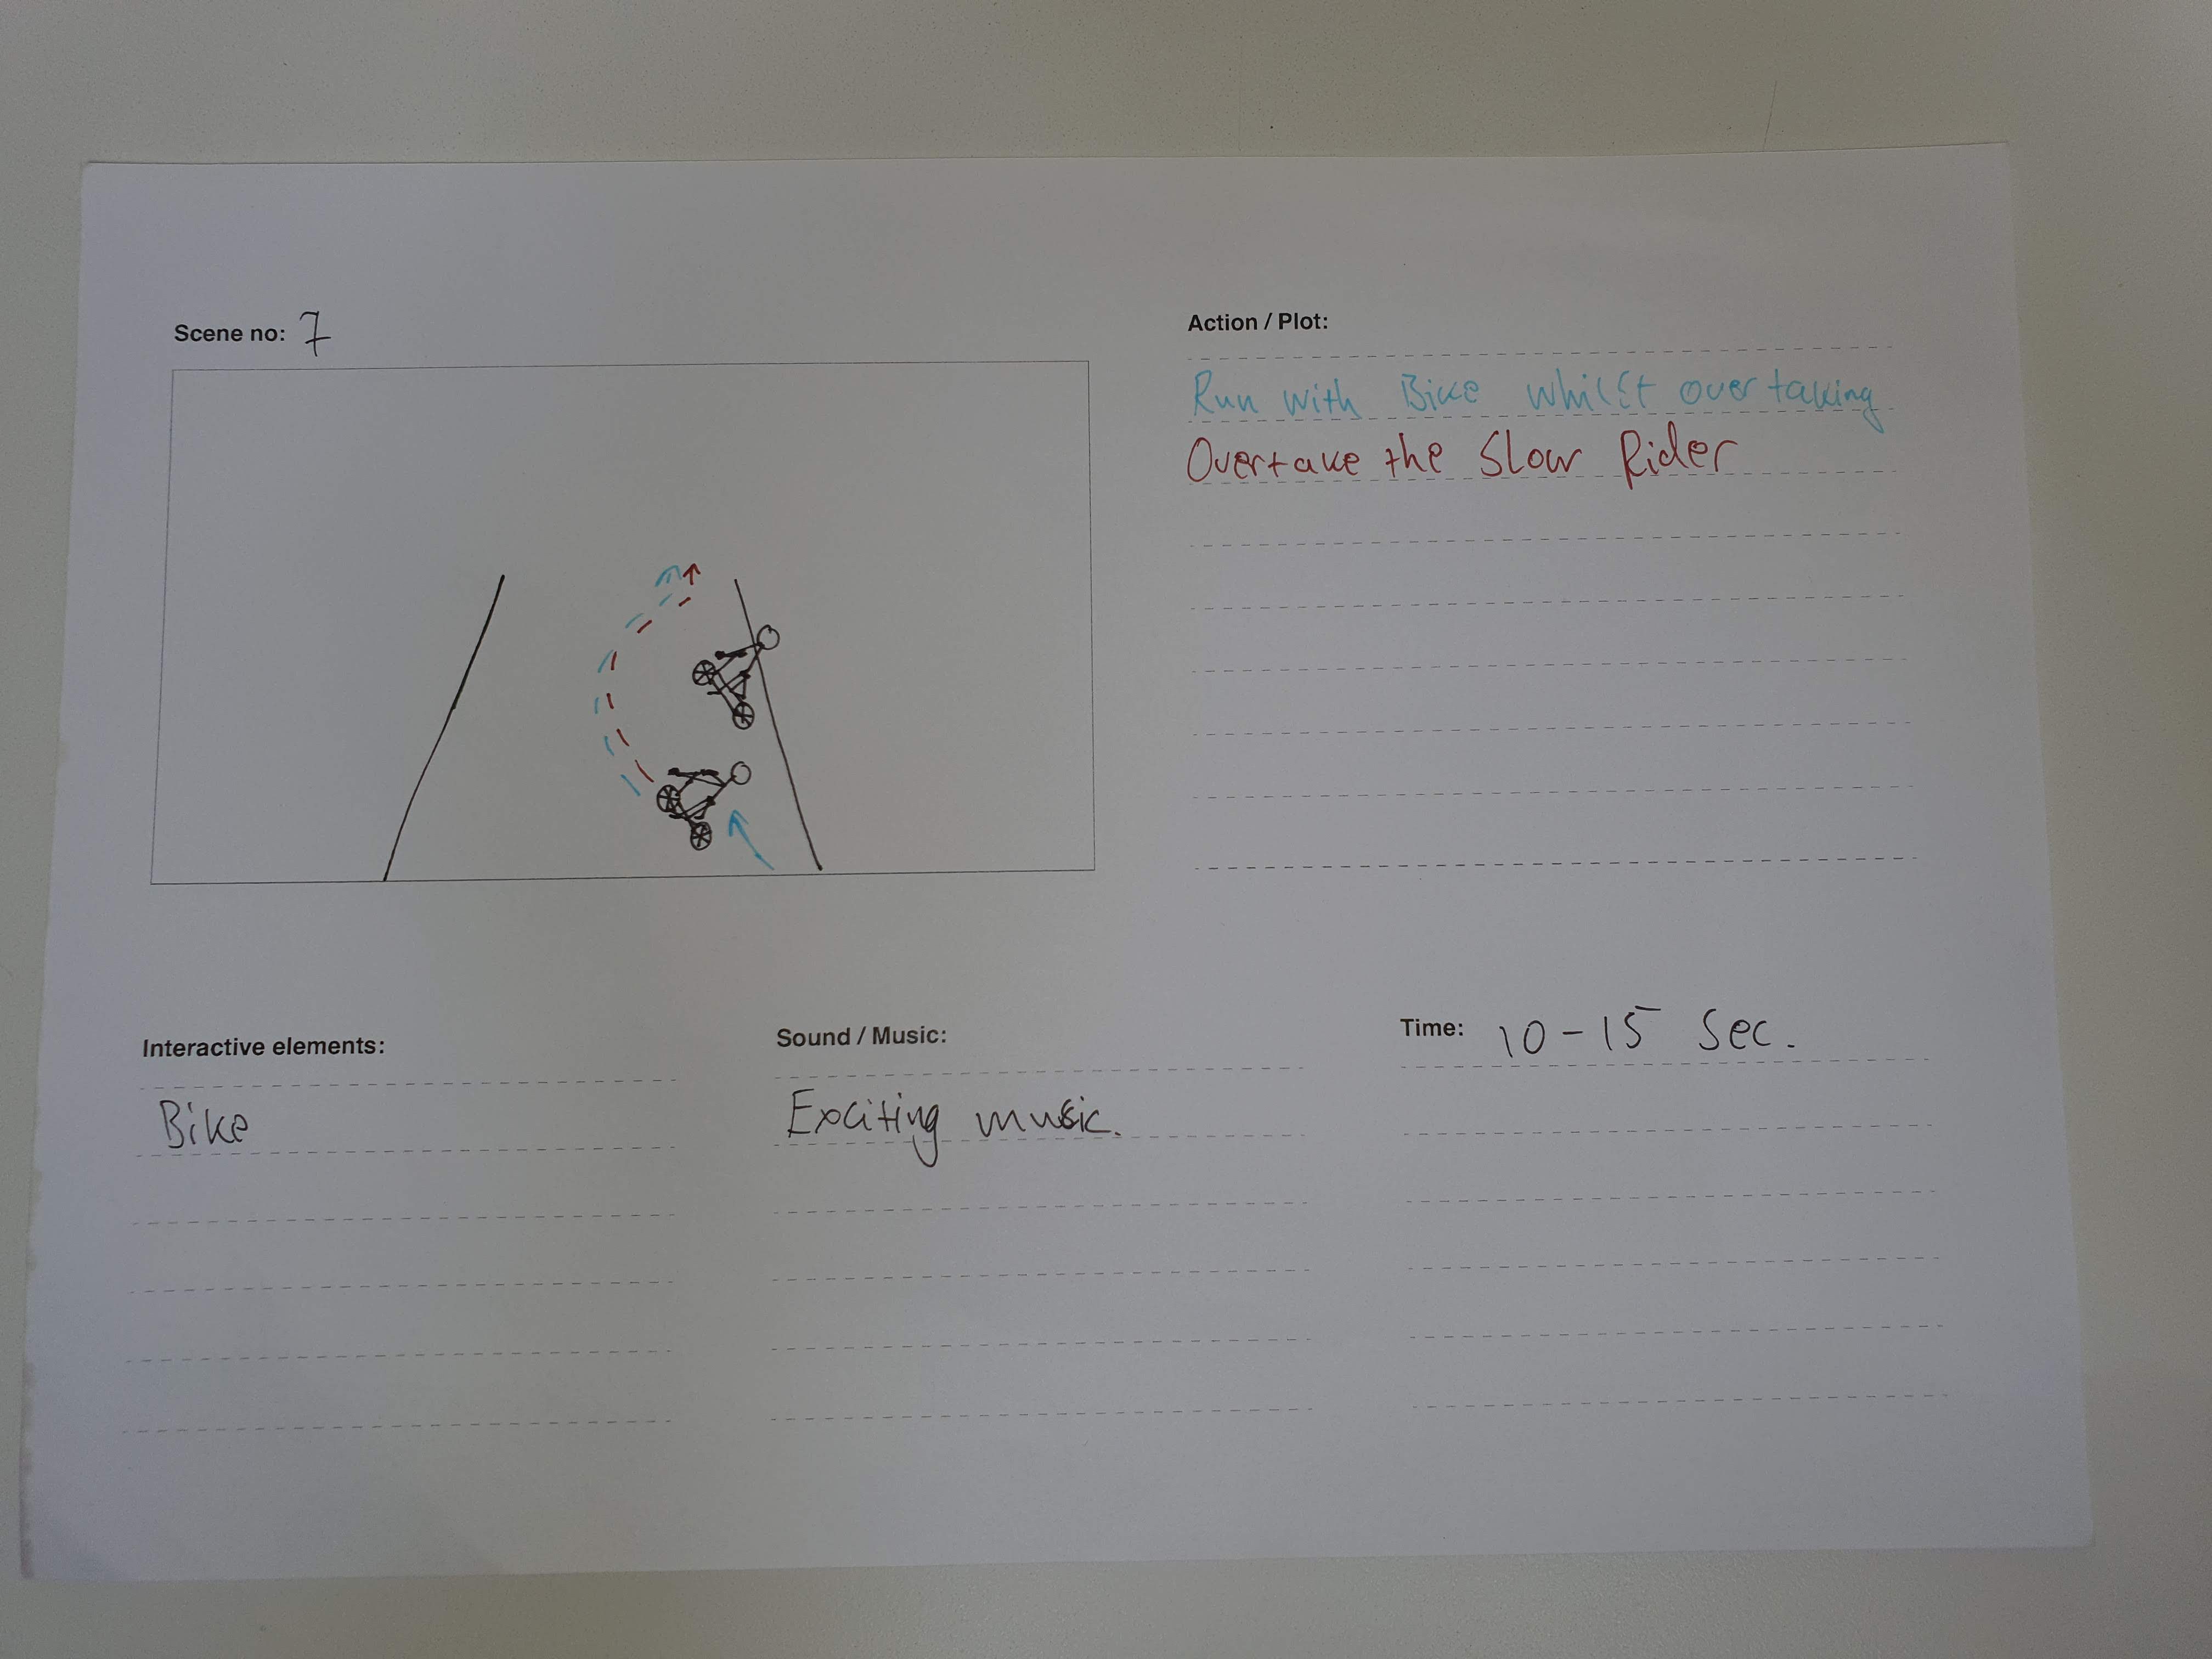 Scene no: 7
Action / Plot:
Run with Bike whilst overtaking
Overtake the Slow Rider
Interactive elements:
Bike
Sound / Music:
Exciting music.
Time: 10-15 Sec.